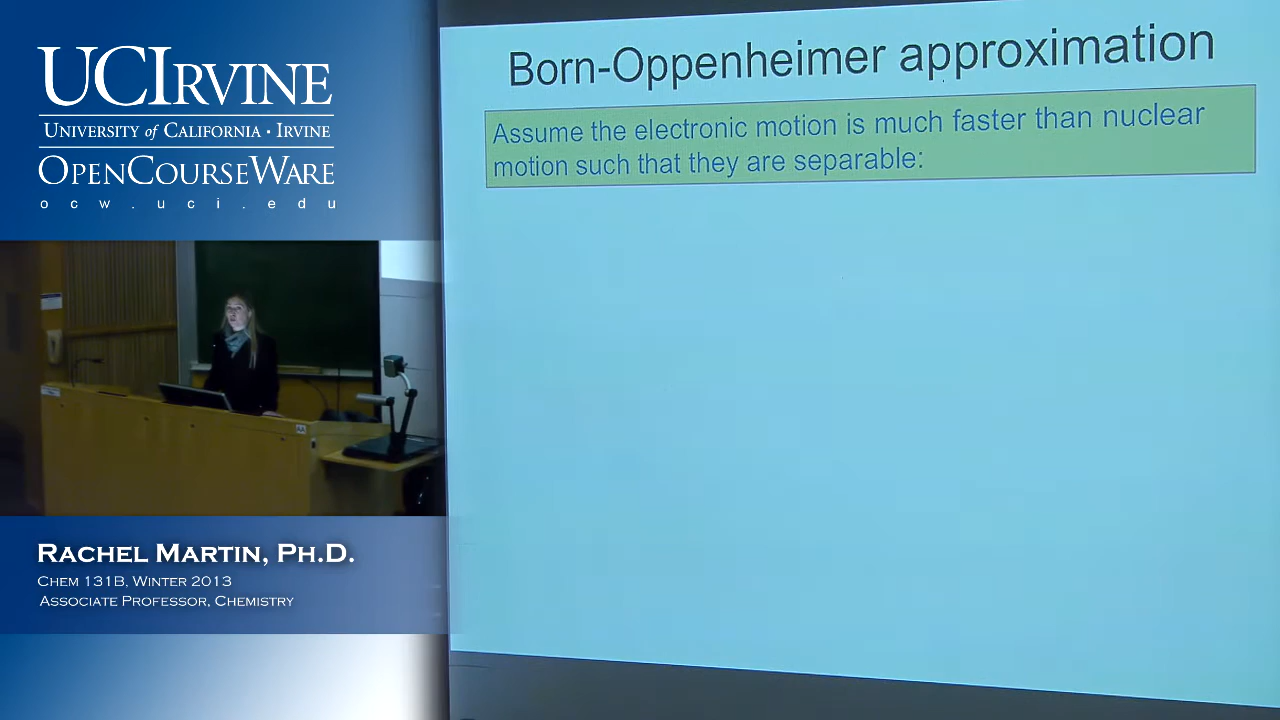 UCIRVINE
UNIVERSITY of CALIFORNIA · IRVINE
OPENCOURSEWARE
ocw.uci.edu
RACHEL MARTIN, PH.D.
CHEM 131B, WINTER 2013
ASSOCIATE PROFESSOR, CHEMISTRY
Born-Oppenheimer approximation
Assume the electronic motion is much faster than nuclear
motion such that they are separable: